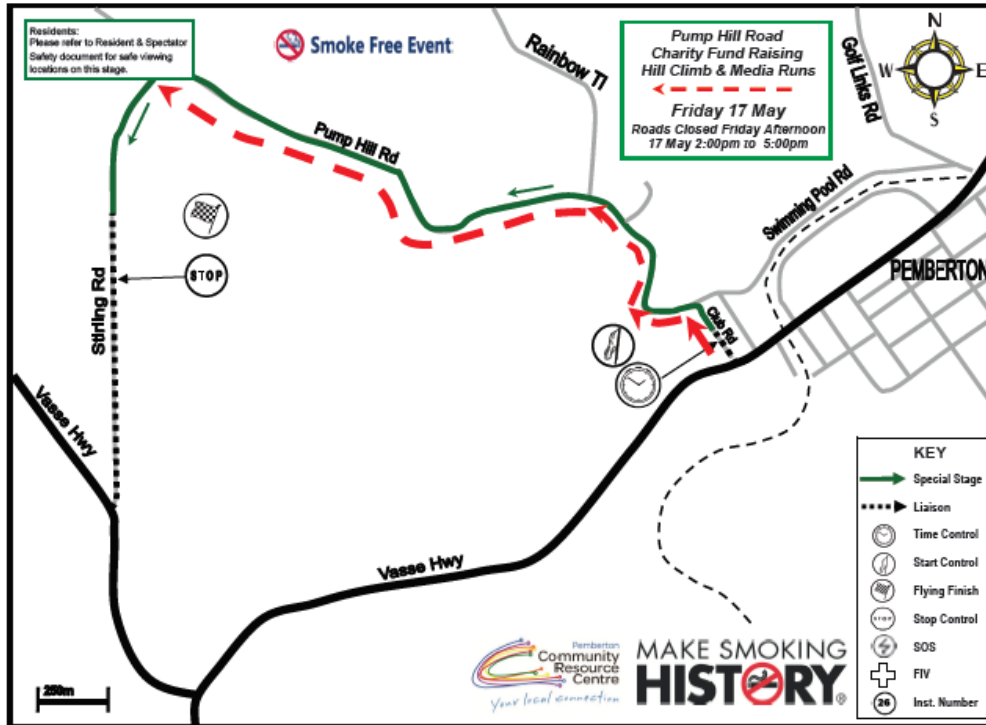 Residents:
Please refer to Resident & Spectator
Safety document for safe viewing
locations on this stage.
Smoke Free Event
Rainbow Tl
Pump Hill Road
Charity Fund Raising
Hill Climb & Media Runs
Friday 17 May
Roads Closed Friday Afternoon
17 May 2:00pm to 5:00pm
Golf Links Rd
N
W
E
S
Pump Hill Rd
Swimming Pool Rd
PEMBERTON
STOP
Stirling Rd
Club Rd
Vasse Hwy
Vasse Hwy
KEY
Special Stage
Liaison
Time Control
Start Control
Flying Finish
STOP
Stop Control
SOS
FIV
26
Inst. Number
250m
Pemberton
Community
Resource
Centre
Your local connection
MAKE SMOKING
HISTORY®